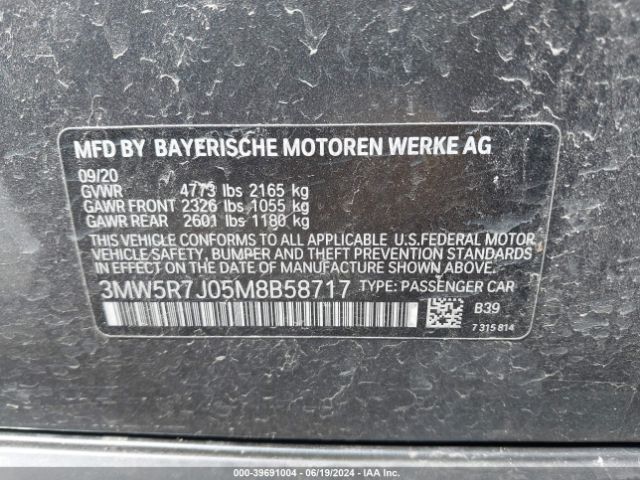 MFD BY BAYERISCHE MOTOREN WERKE AG
09/20
GVWR 4773 lbs 2165 kg
GAWR FRONT 2326 lbs 1055 kg
GAWR REAR 2601 lbs 1180 kg
THIS VEHICLE CONFORMS TO ALL APPLICABLE U.S.FEDERAL MOTOR
VEHICLE SAFETY, BUMPER AND THEFT PREVENTION STANDARDS
IN EFFECT ON THE DATE OF MANUFACTURE SHOWN ABOVE.
3MW5R7J05M8B58717 TYPE: PASSENGER CAR
B39
7 315 814
000-39691004 - 06/19/2024 - IAA Inc.